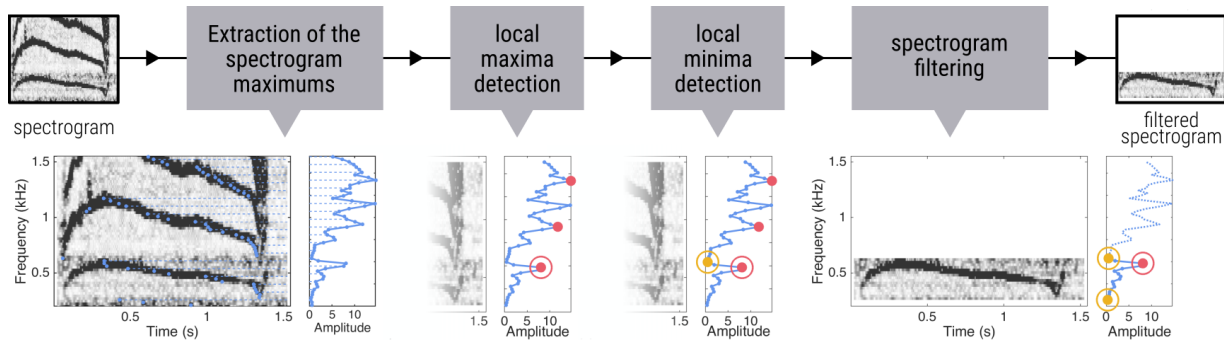 Extraction of the
spectrogram
maximums
local
maxima
detection
local
minima
detection
spectrogram
filtering
spectrogram
filtered
spectrogram
Frequency (kHz)
1.5
1
0.5
0.5
1
1.5
Time (s)
0
5
10
Amplitude
1.5
0
5
10
Amplitude
1.5
0
5
10
Amplitude
Frequency (kHz)
1.5
1
0.5
0.5
1
1.5
Time (s)
0
5
10
Amplitude